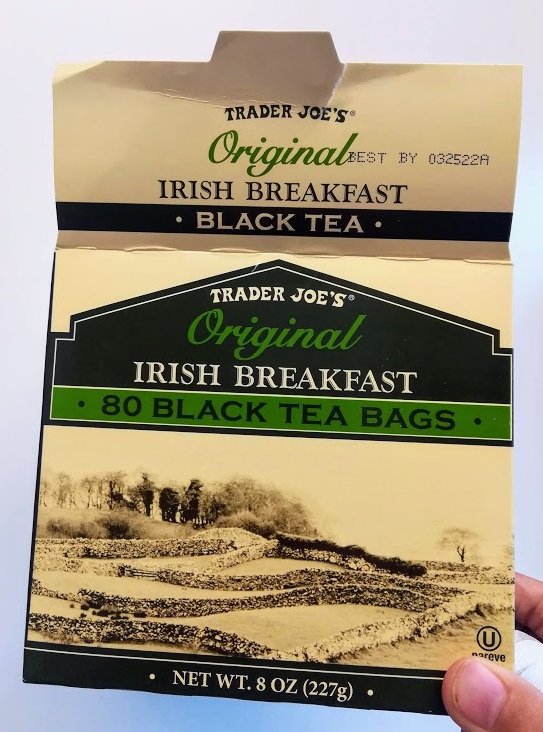 TRADER JOE'S®
Original BEST BY 032522A
IRISH BREAKFAST
• BLACK TEA •
TRADER JOE'S®
Original
IRISH BREAKFAST
• 80 BLACK TEA BAGS •
U
pareve
• NET WT. 8 OZ (227g) •